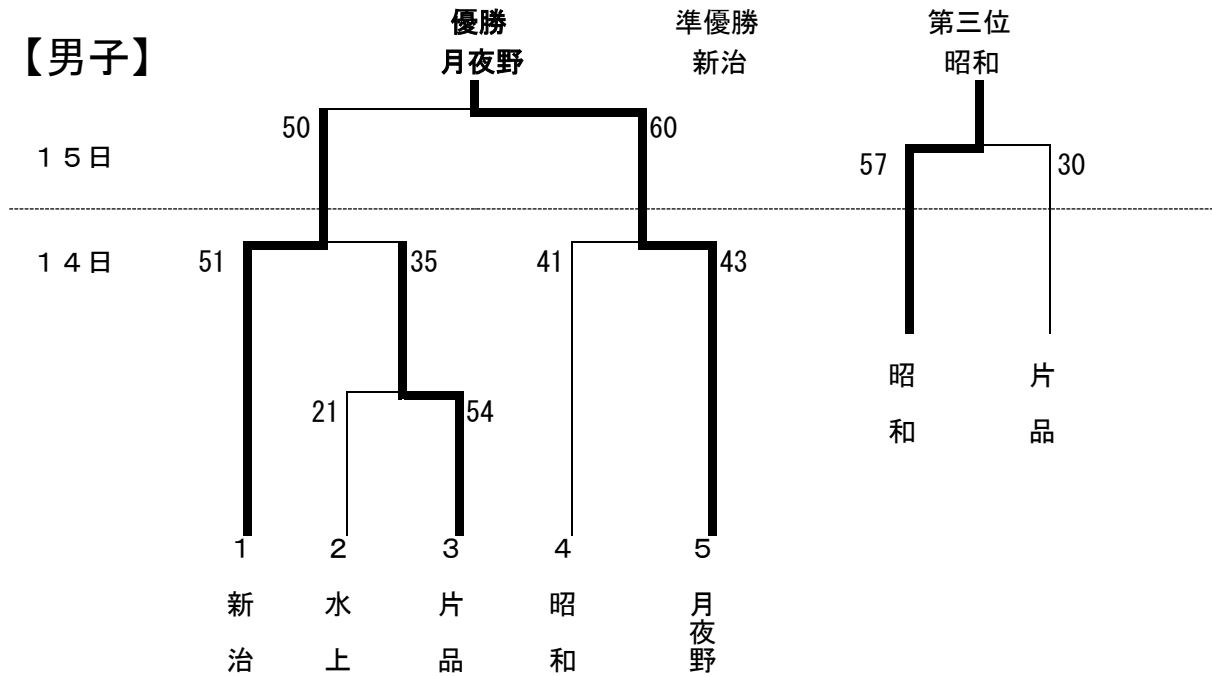 【男子】
優勝
月夜野
準優勝
新治
第三位
昭和
50
60
１５日
57
30
１４日
51
35
41
43
昭和
片品
21
54
1
2
3
4
5
新治
水上
片品
昭和
月夜野